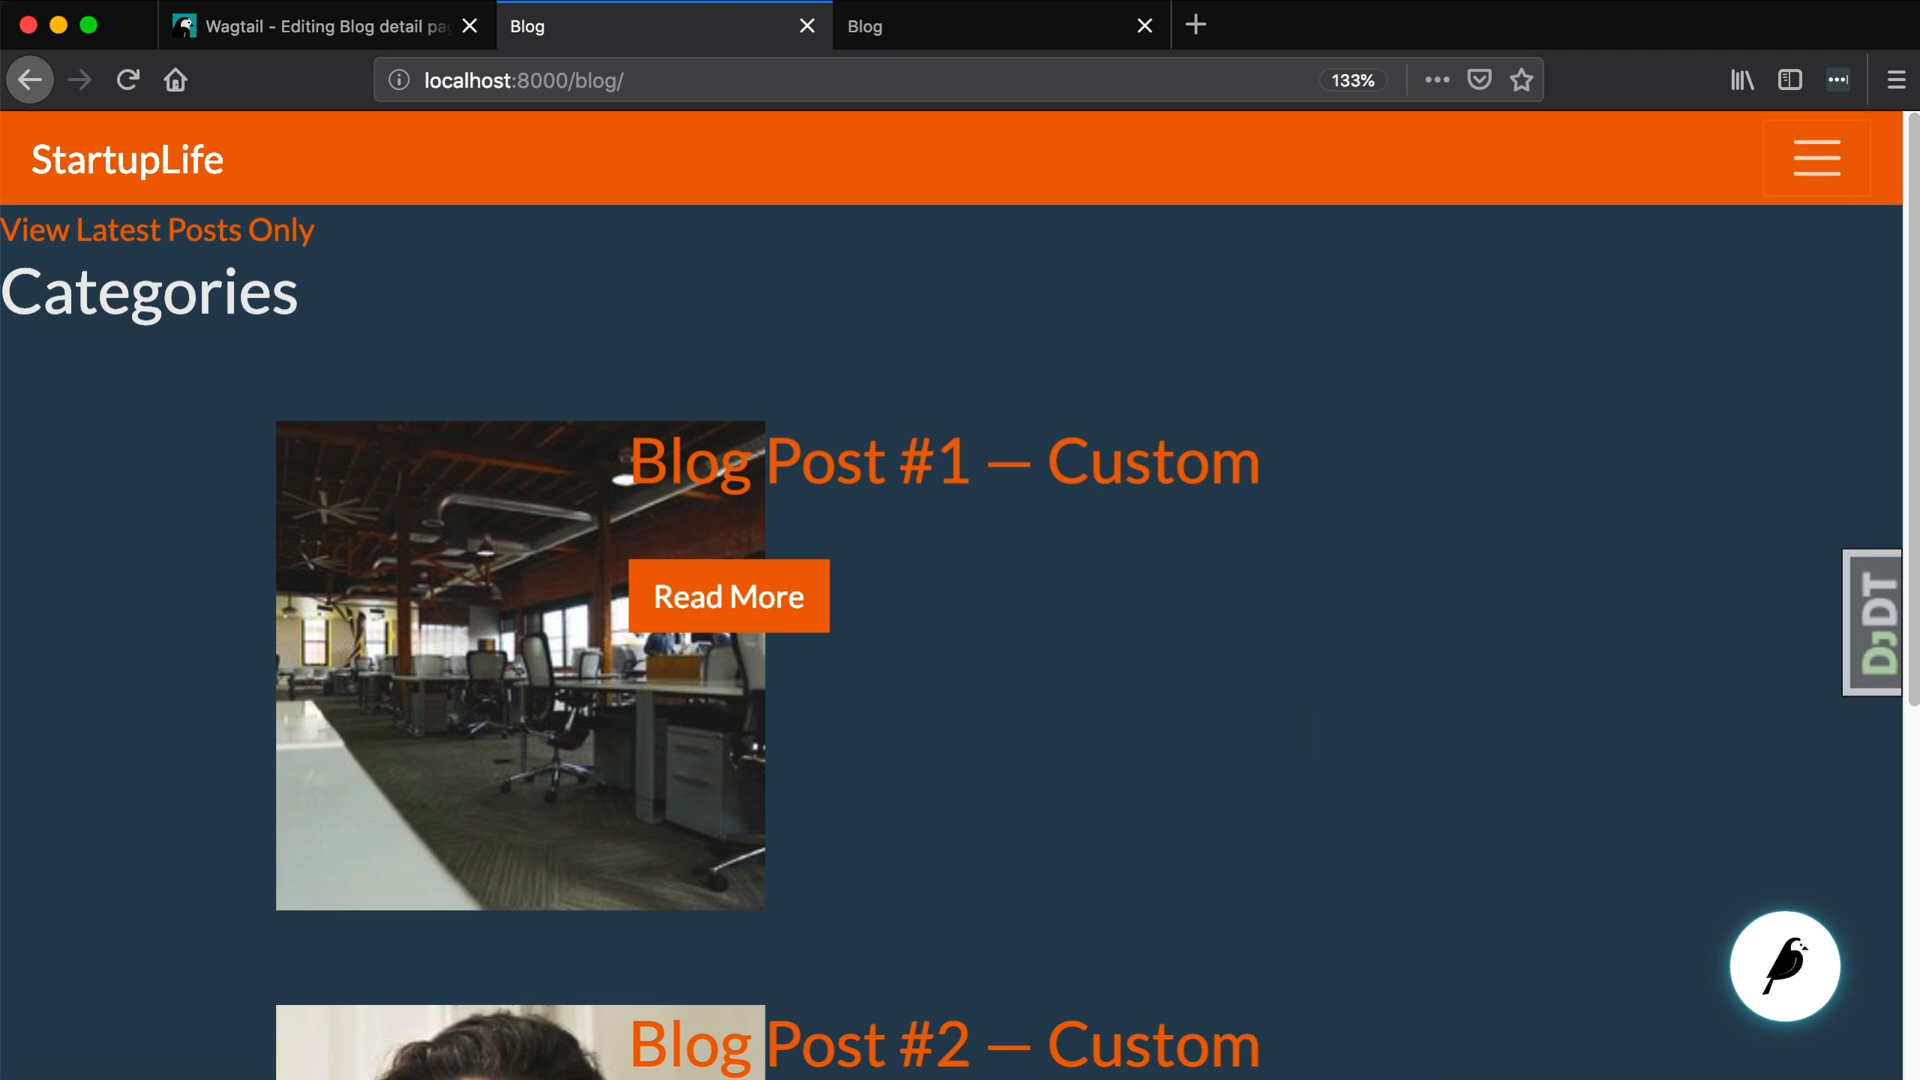 Wagtail - Editing Blog detail pa
Blog
Blog
localhost:8000/blog/
133%
StartupLife
View Latest Posts Only
Categories
Blog Post #1 — Custom
Read More
DJDT
Blog Post #2 — Custom